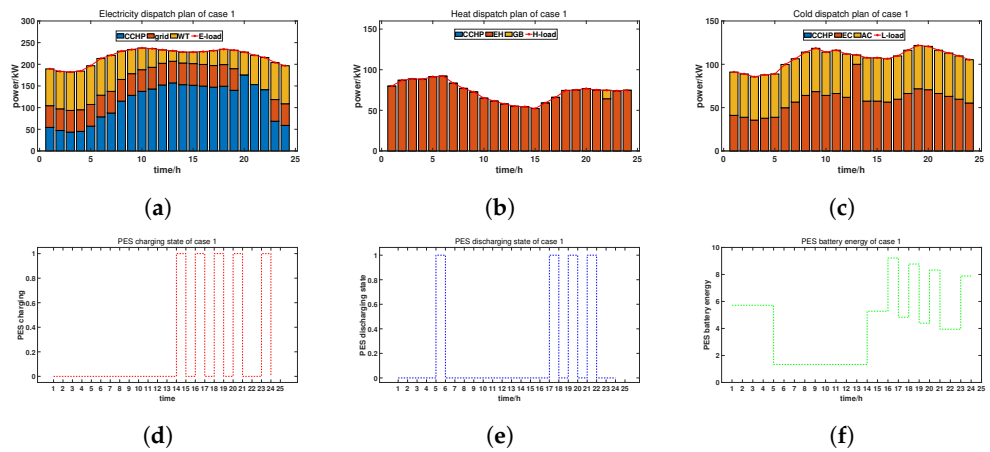 Electricity dispatch plan of case 1
300
250
200
150
100
50
0
power/kW
CCHP grid WT E-load
0 5 10 15 20 25
time/h
(a)
Heat dispatch plan of case 1
150
100
50
0
power/kW
CCHP EH GB H-load
0 5 10 15 20 25
time/h
(b)
Cold dispatch plan of case 1
150
100
50
0
power/kW
CCHP EC AC L-load
0 5 10 15 20 25
time/h
(c)
PES charging state of case 1
1
0.8
0.6
0.4
0.2
0
PES charging
1 2 3 4 5 6 7 8 9 10 11 12 13 14 15 16 17 18 19 20 21 22 23 24 25
time
(d)
PES discharging state of case 1
1
0.8
0.6
0.4
0.2
0
PES discharging state
1 2 3 4 5 6 7 8 9 10 11 12 13 14 15 16 17 18 19 20 21 22 23 24 25
time/h
(e)
PES battery energy of case 1
10
8
6
4
2
0
PES battery energy
1 2 3 4 5 6 7 8 9 10 11 12 13 14 15 16 17 18 19 20 21 22 23 24 25
time/h
(f)